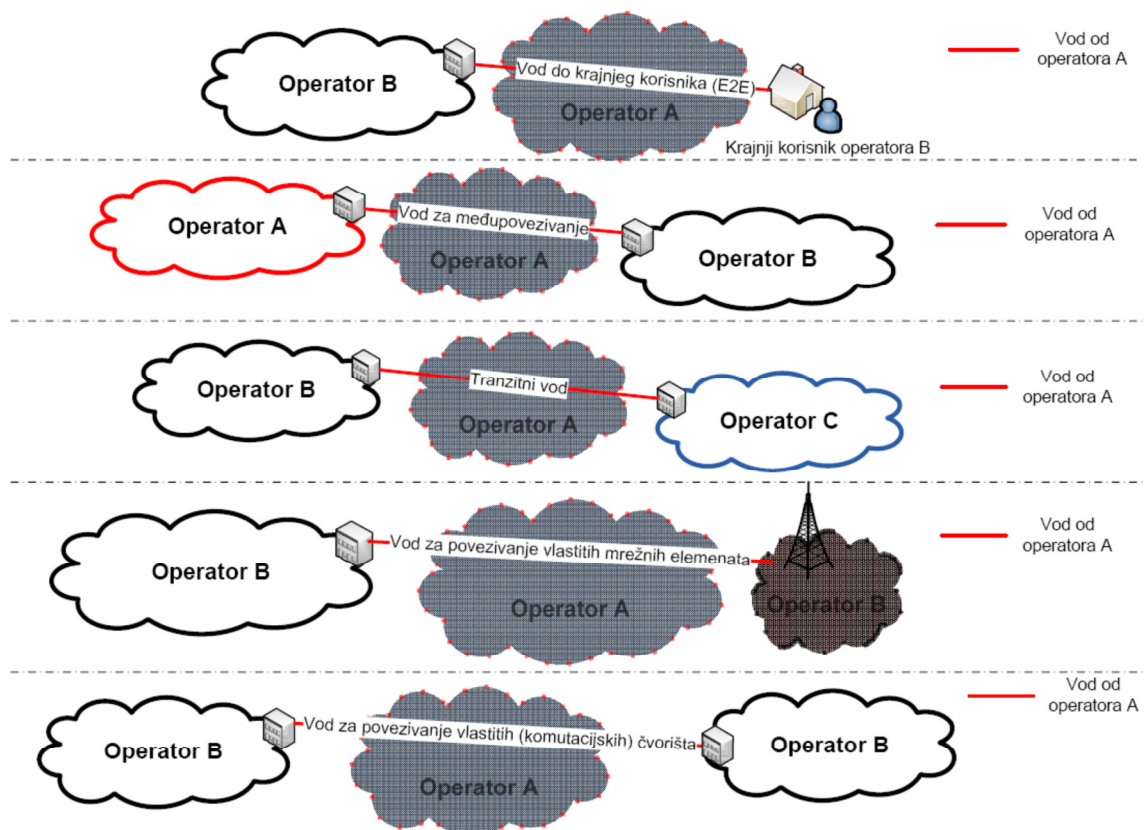 Operator B
Vod do krajnjeg korisnika (E2E)
Operator A
Krajnji korisnik operatora B
Vod od
operatora A
Operator A
Vod za međupovezivanje
Operator A
Operator B
Vod od
operatora A
Operator B
Tranzitni vod
Operator A
Operator C
Vod od
operatora A
Operator B
Vod za povezivanje vlastitih mrežnih elemenata
Operator A
Operator B
Vod od
operatora A
Operator B
Vod za povezivanje vlastitih (komutacijskih) čvorišta
Operator A
Operator B
Vod od
operatora A